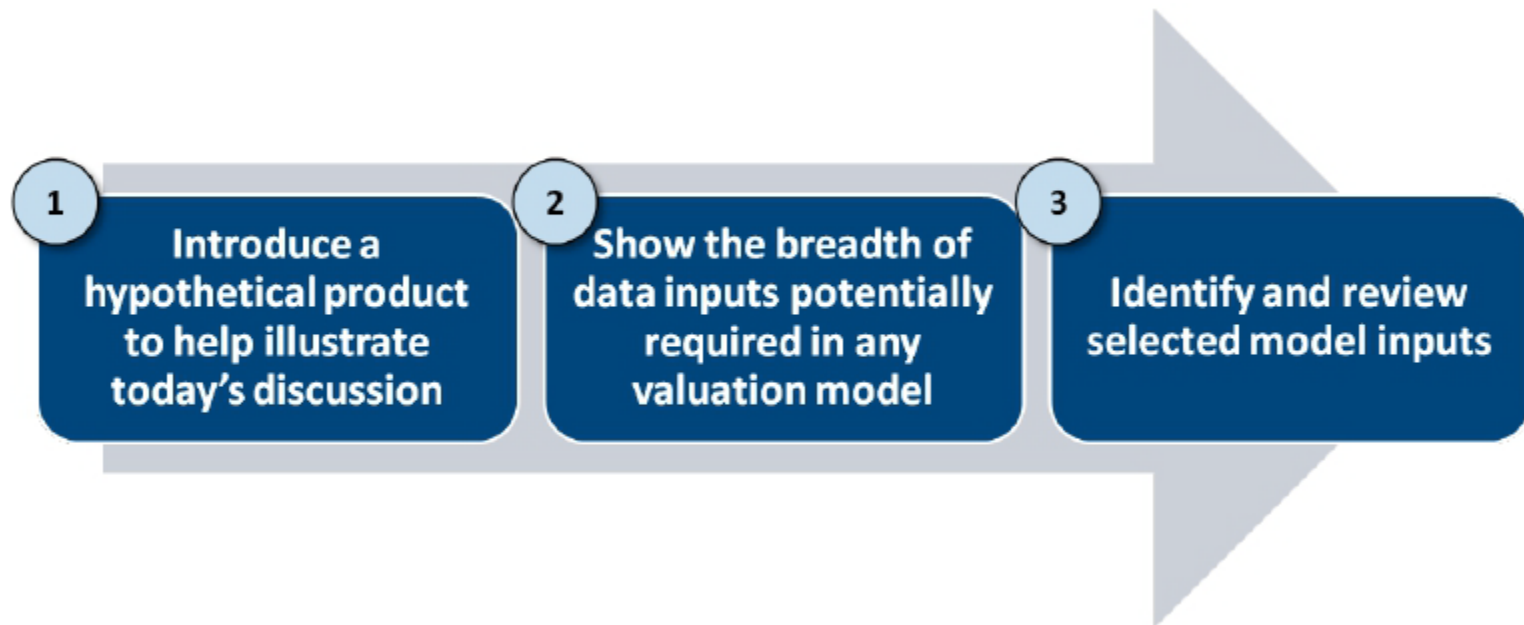 1
Introduce a
hypothetical product
to help illustrate
today’s discussion
2
Show the breadth of
data inputs potentially
required in any
valuation model
3
Identify and review
selected model inputs